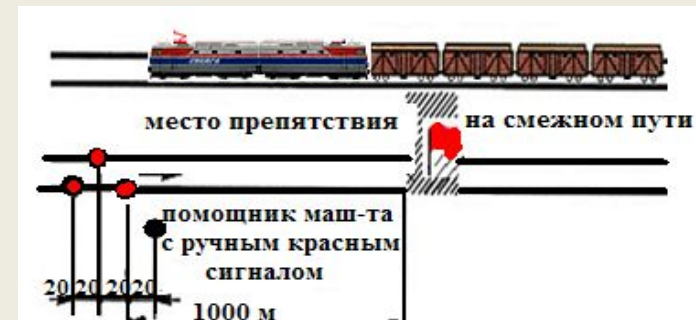 место препятствия на смежном пути
помощник маш-та
с ручным красным
сигналом
20 20 20 20
1000 м